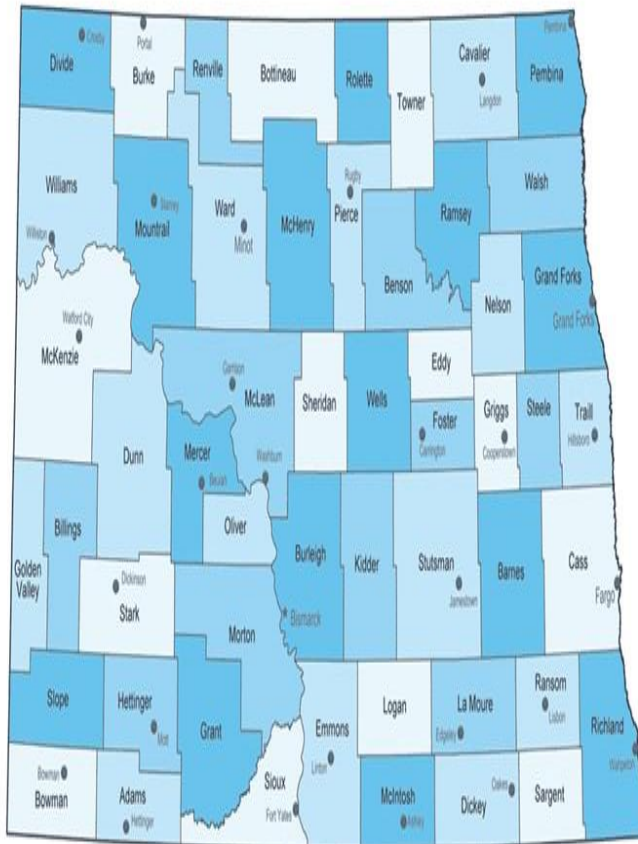 Pembina
Crosby
Portal
Divide
Burke
Renville
Bottineau
Rolette
Towner
Cavalier
Langdon
Pembina
Williams
Williston
Stanley
Mountrail
Ward
Minot
McHenry
Rugby
Pierce
Benson
Ramsey
Walsh
Nelson
Grand Forks
Grand Forks
Watford City
McKenzie
Garrison
McLean
Sheridan
Wells
Eddy
Foster
Carrington
Griggs
Cooperstown
Steele
Traill
Hillsboro
Dunn
Mercer
Beulah
Washburn
Oliver
Golden
Valley
Billings
Dickinson
Stark
Burleigh
Kidder
Stutsman
Jamestown
Barnes
Cass
Fargo
Bismarck
Morton
Slope
Hettinger
Mott
Grant
Emmons
Linton
Logan
La Moure
Edgeley
Ransom
Lisbon
Richland
Wahpeton
Bowman
Bowman
Adams
Hettinger
Sioux
Fort Yates
McIntosh
Ashley
Oakes
Dickey
Sargent